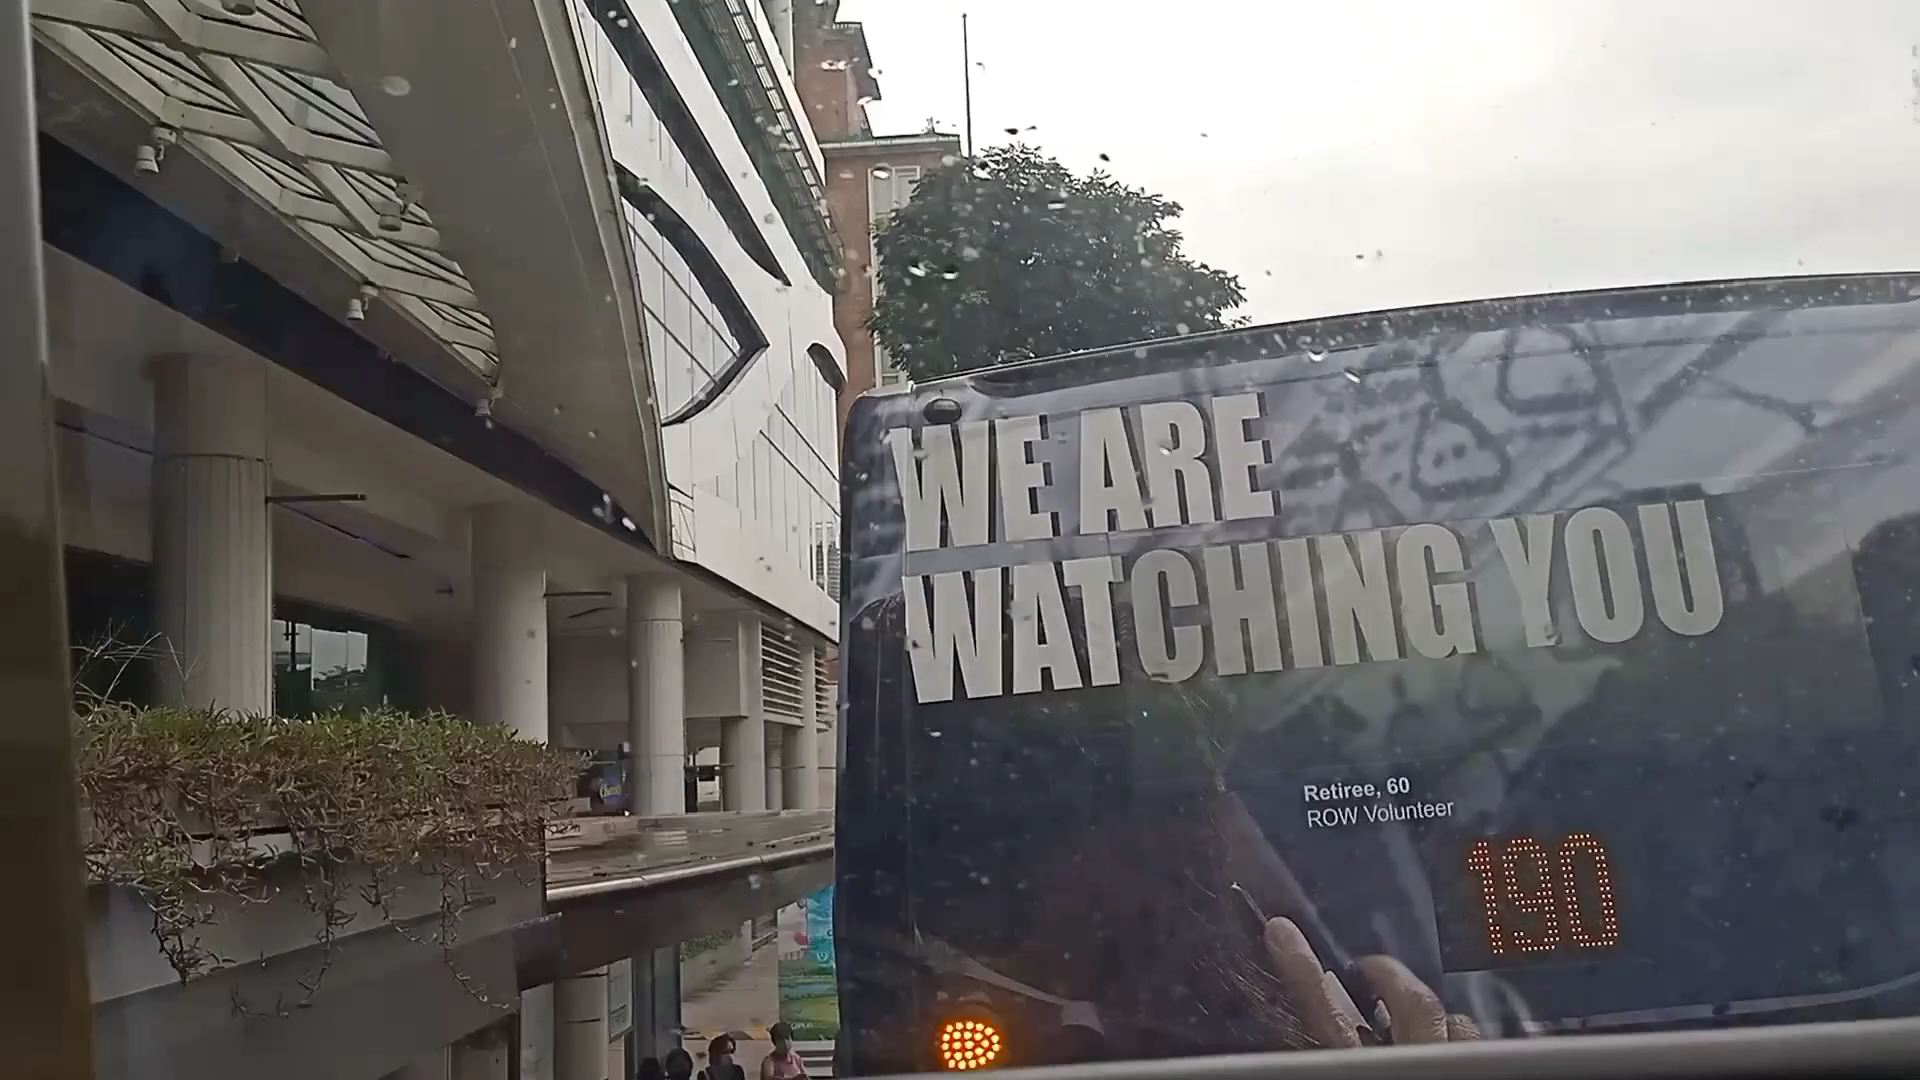 WE ARE
WATCHING YOU
Retiree, 60
ROW Volunteer
190